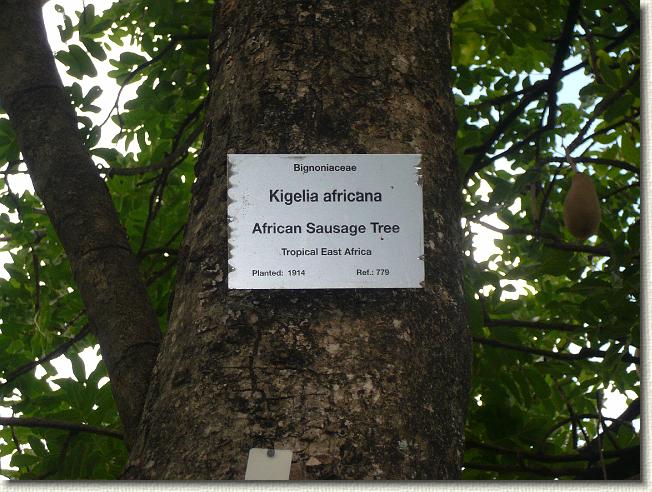 Bignoniaceae
Kigelia africana
African Sausage Tree
Tropical East Africa
Planted: 1914 Ref.: 779